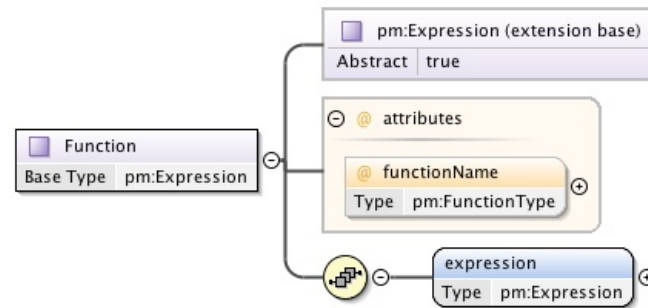 pm:Expression (extension base)
Abstract true
@ attributes
Function
Base Type pm:Expression
@ functionName
Type pm:FunctionType
expression
Type pm:Expression